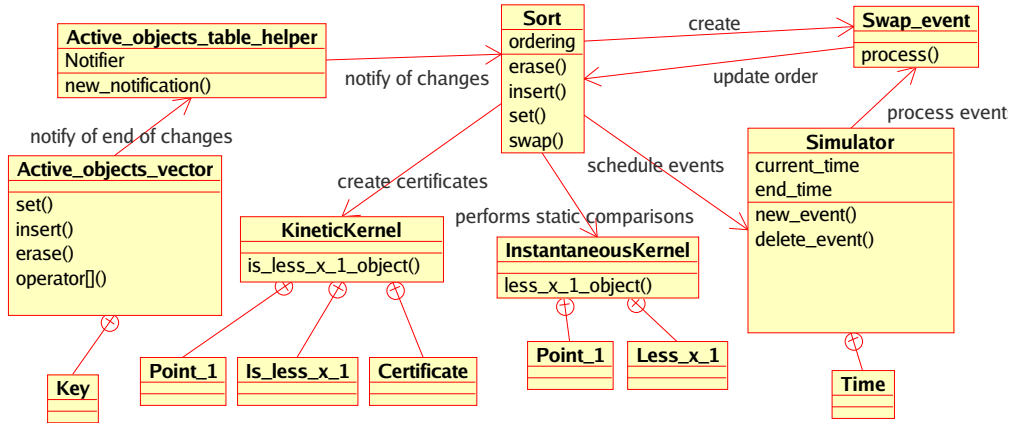 Active_objects_table_helper
Notifier
new_notification()
notify of changes
Sort
ordering
erase()
insert()
set()
swap()
create
update order
Swap_event
process()
process event
notify of end of changes
Active_objects_vector
set()
insert()
erase()
operator[]()
create certificates
schedule events
performs static comparisons
Simulator
current_time
end_time
new_event()
delete_event()
KineticKernel
is_less_x_1_object()
InstantaneousKernel
less_x_1_object()
Key
Point_1
Is_less_x_1
Certificate
Point_1
Less_x_1
Time